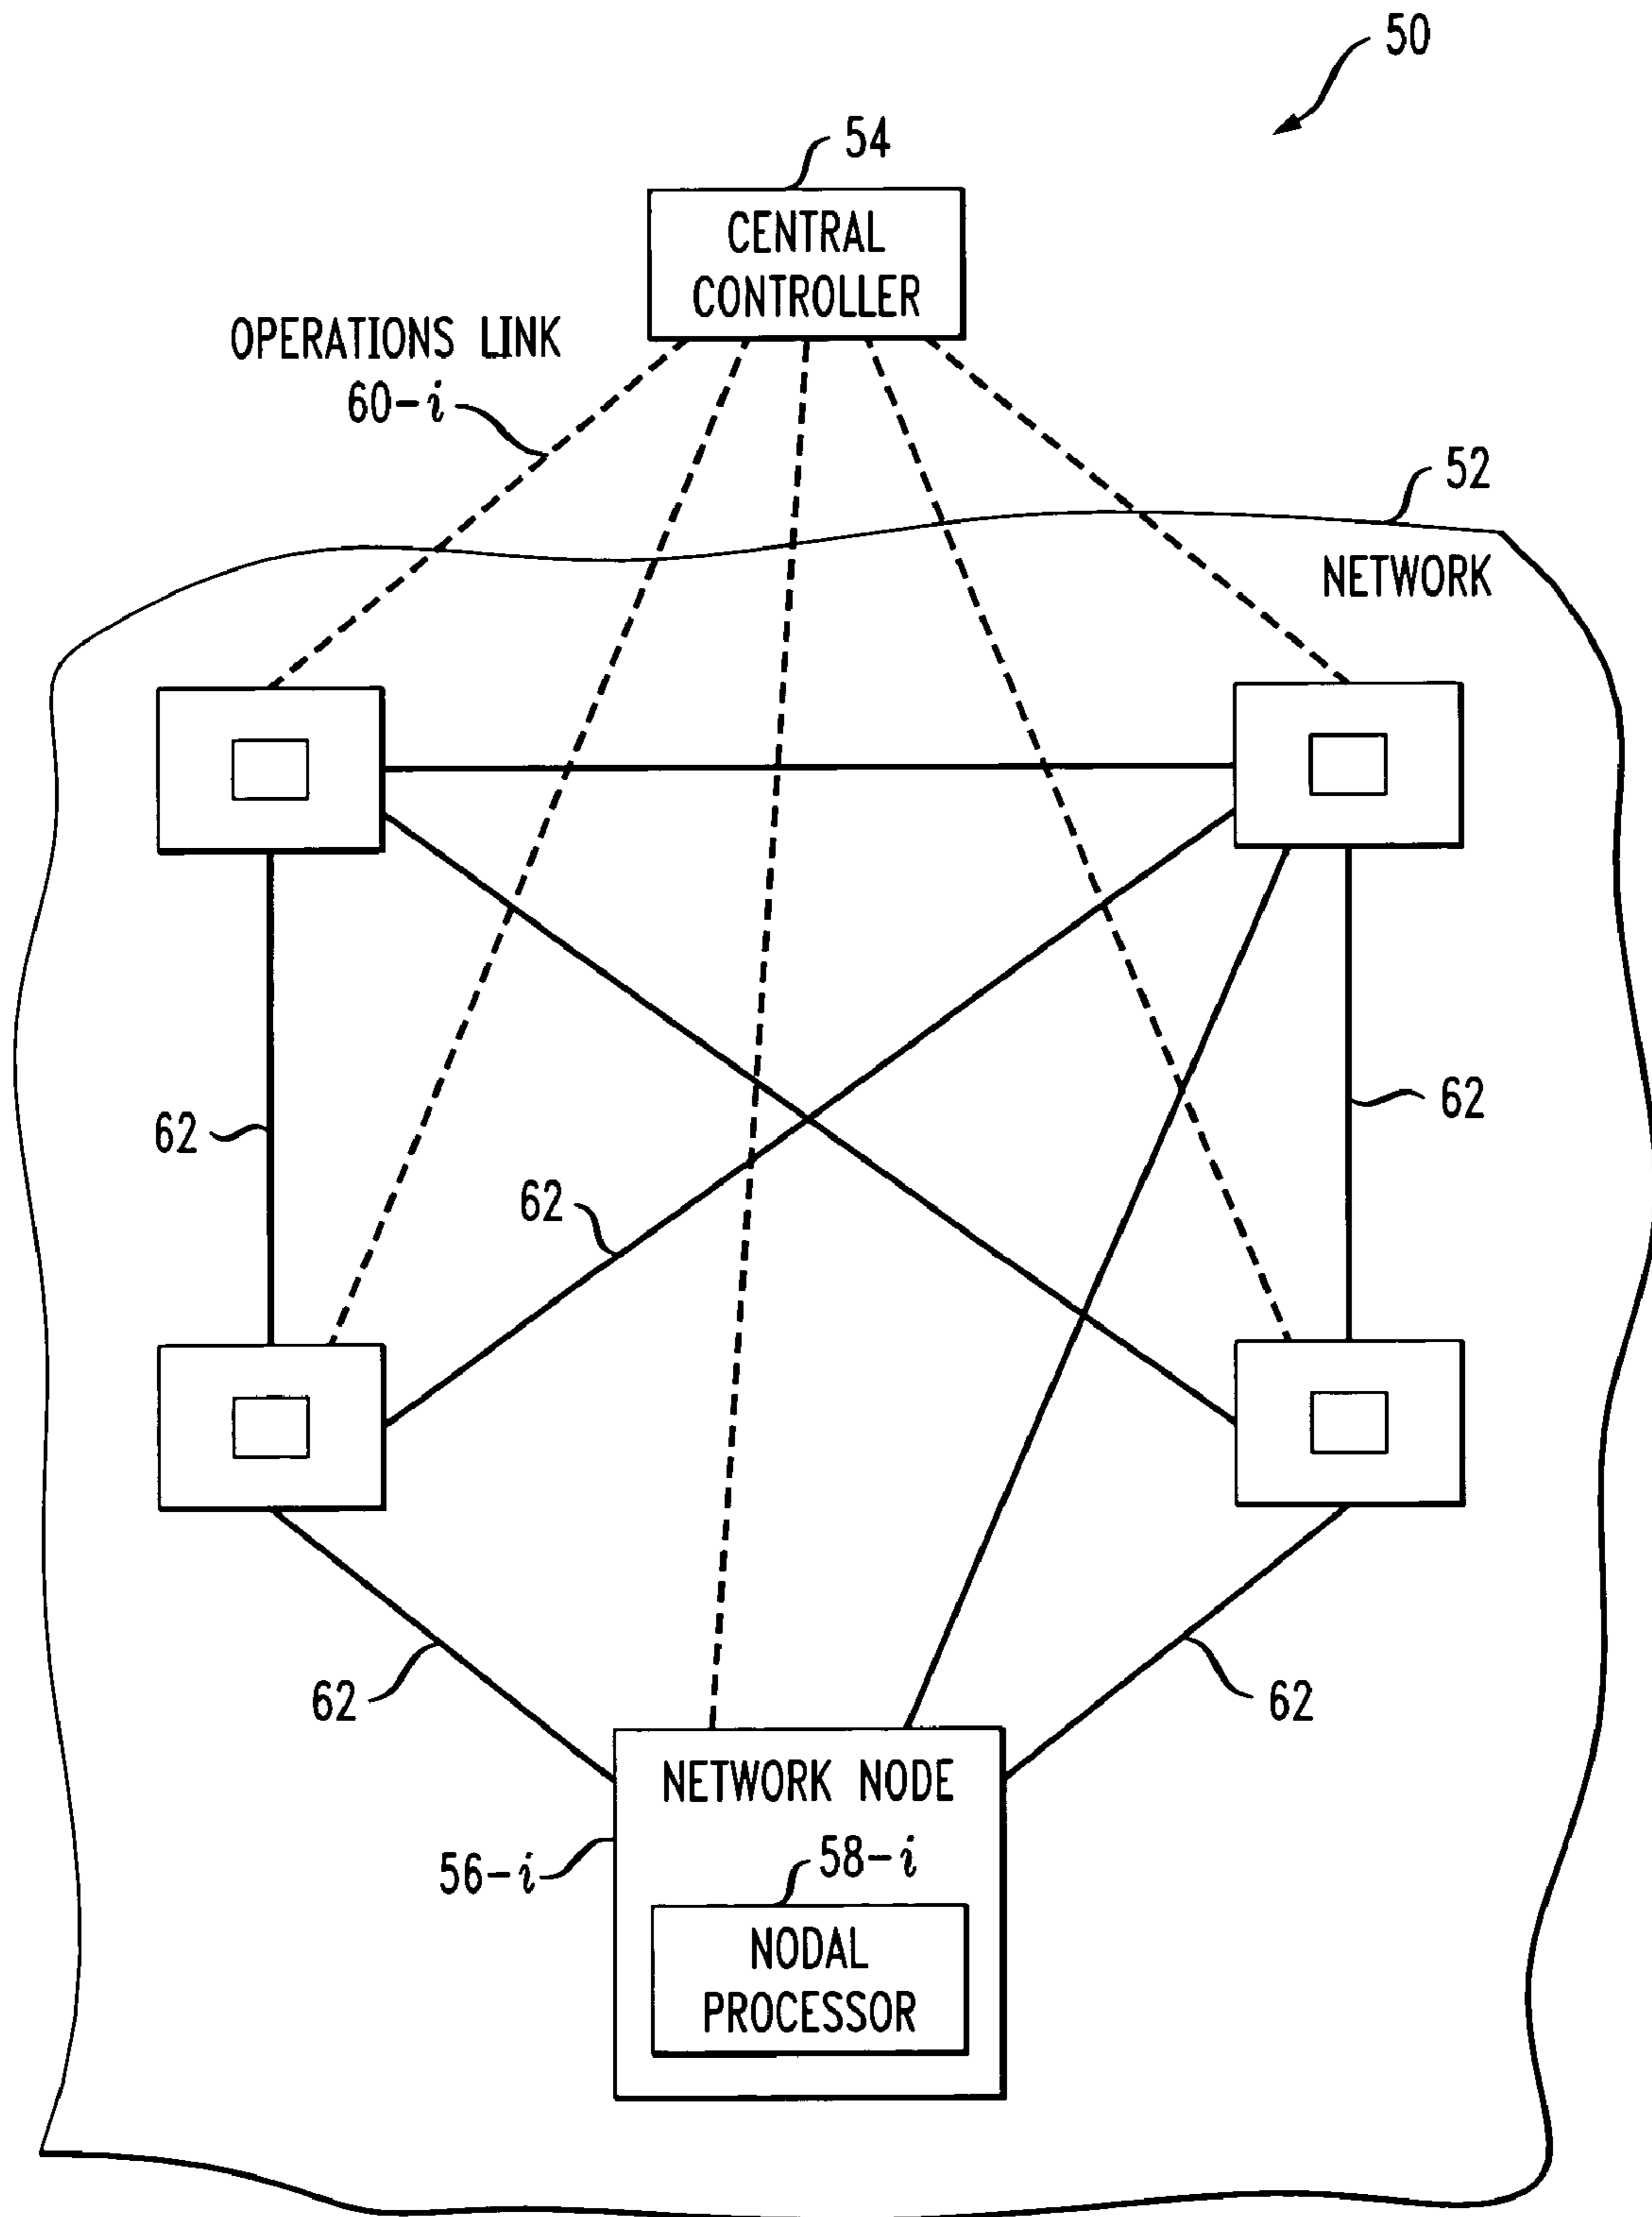 50
54
CENTRAL
CONTROLLER
OPERATIONS LINK
60-i
52
NETWORK
62
62
62
62
62
NETWORK NODE
56-i
58-i
NODAL
PROCESSOR